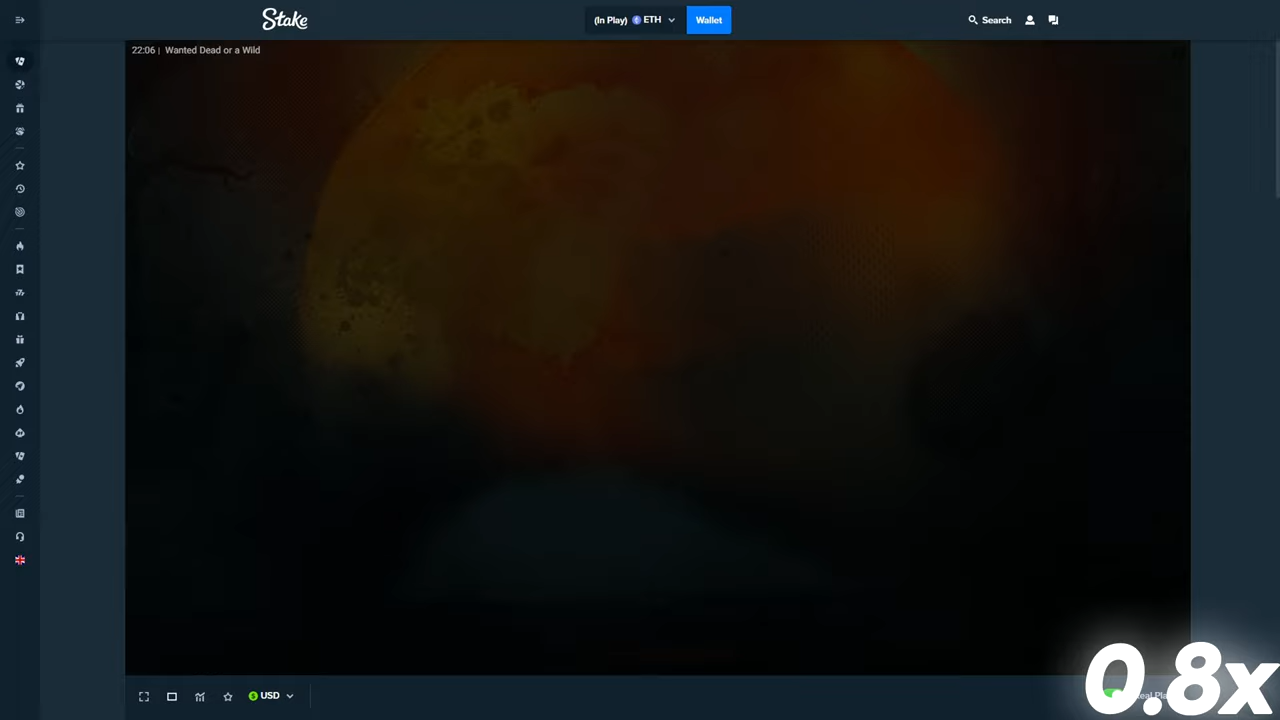 Stake
(In Play) ETH
Wallet
Search
22:06 | Wanted Dead or a Wild
USD
0.8x